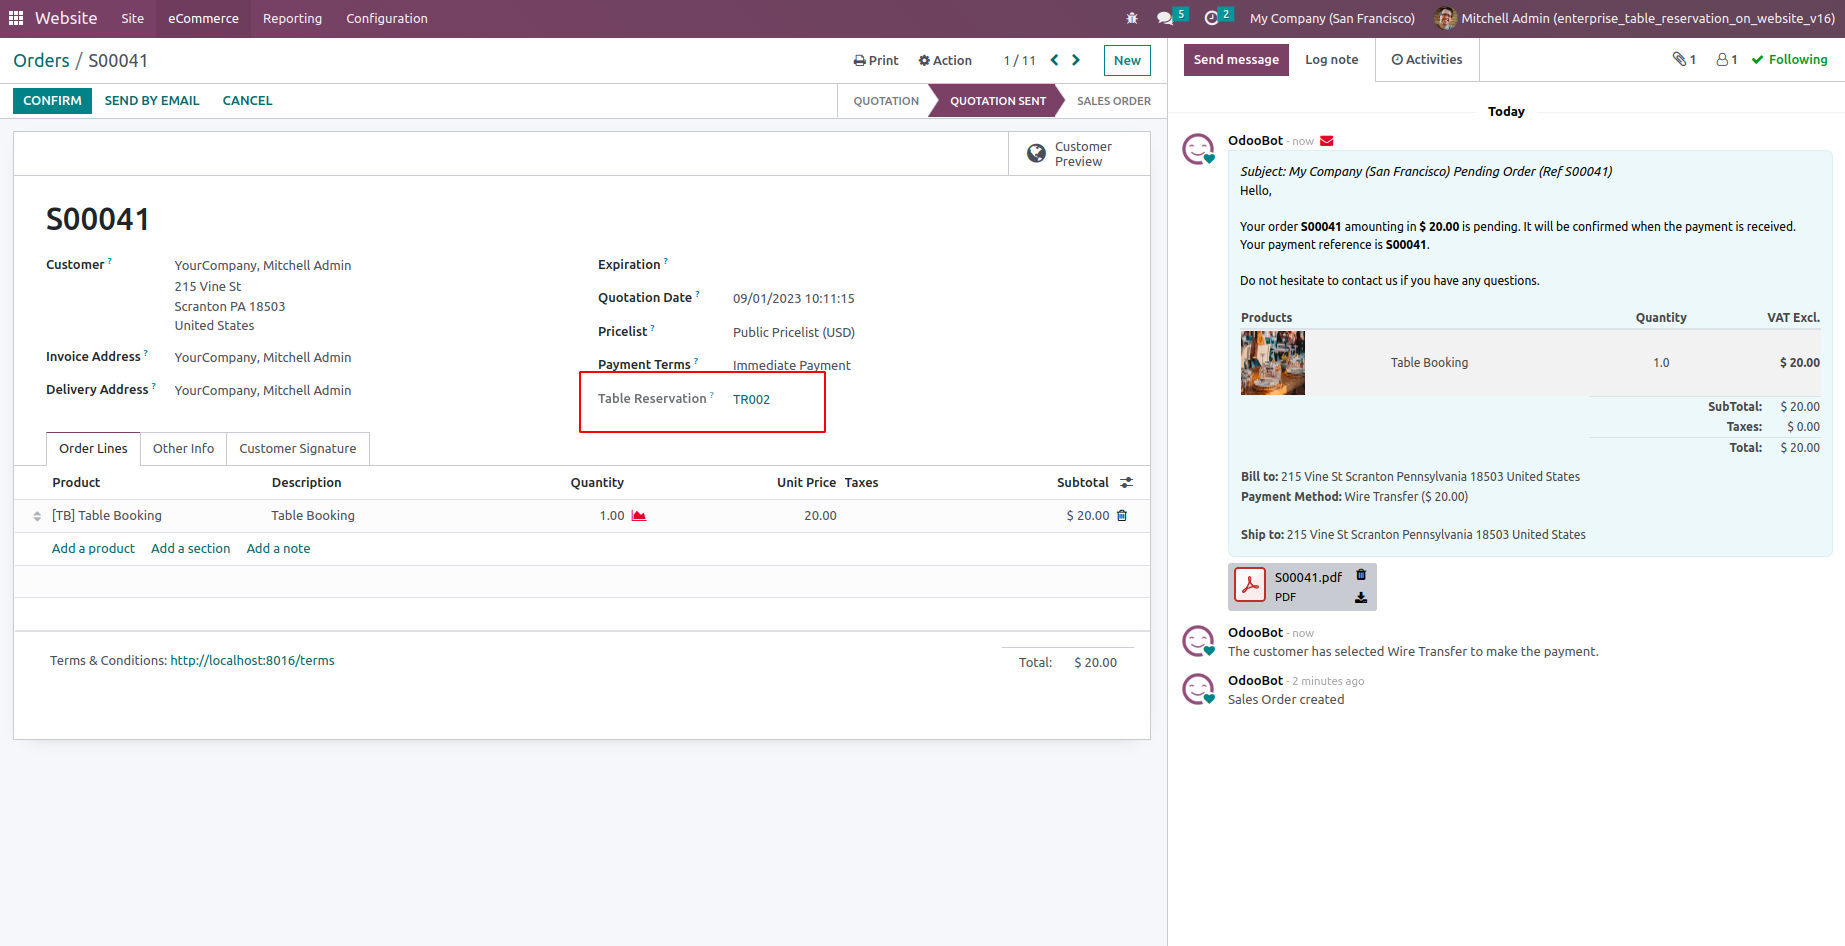 Website Site eCommerce Reporting Configuration 5 2 My Company (San Francisco) Mitchell Admin (enterprise_table_reservation_on_website_v16)
Orders / S00041 Print Action 1 / 11 New
CONFIRM SEND BY EMAIL CANCEL QUOTATION QUOTATION SENT SALES ORDER
Customer
Preview
S00041
Customer ? YourCompany, Mitchell Admin
215 Vine St
Scranton PA 18503
United States
Invoice Address ? YourCompany, Mitchell Admin
Delivery Address ? YourCompany, Mitchell Admin
Expiration ?
Quotation Date ? 09/01/2023 10:11:15
Pricelist ? Public Pricelist (USD)
Payment Terms ? Immediate Payment
Table Reservation ? TR002
Order Lines Other Info Customer Signature
Product Description Quantity Unit Price Taxes Subtotal
[TB] Table Booking Table Booking 1.00 20.00 $ 20.00
Add a product Add a section Add a note
Terms & Conditions: http://localhost:8016/terms
Total: $ 20.00
Send message Log note Activities 1 1 Following
Today
OdooBot - now
Subject: My Company (San Francisco) Pending Order (Ref S00041)
Hello,
Your order S00041 amounting in $ 20.00 is pending. It will be confirmed when the payment is received.
Your payment reference is S00041.
Do not hesitate to contact us if you have any questions.
Products Quantity VAT Excl.
Table Booking 1.0 $ 20.00
SubTotal: $ 20.00
Taxes: $ 0.00
Total: $ 20.00
Bill to: 215 Vine St Scranton Pennsylvania 18503 United States
Payment Method: Wire Transfer ($ 20.00)
Ship to: 215 Vine St Scranton Pennsylvania 18503 United States
S00041.pdf
PDF
OdooBot - now
The customer has selected Wire Transfer to make the payment.
OdooBot - 2 minutes ago
Sales Order created